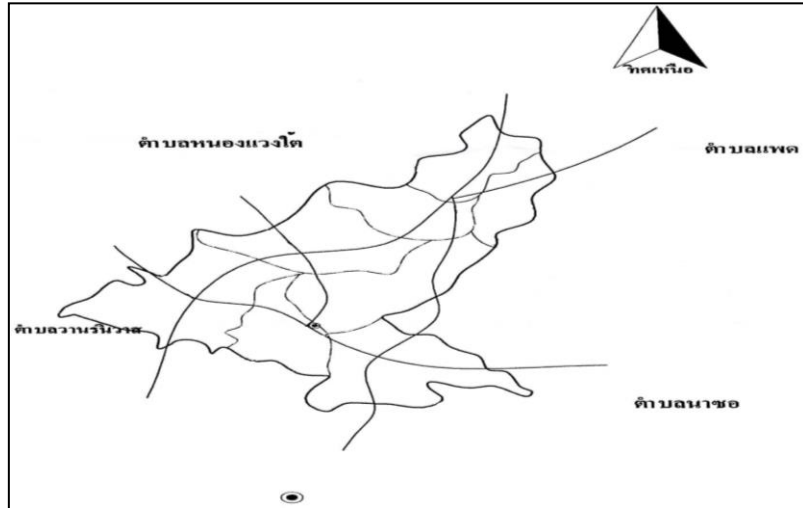 ทิศเหนือ
ตำบลหนองแวงใต้
ตำบลแพด
ตำบลวานรนิวาส
ตำบลนาซอ